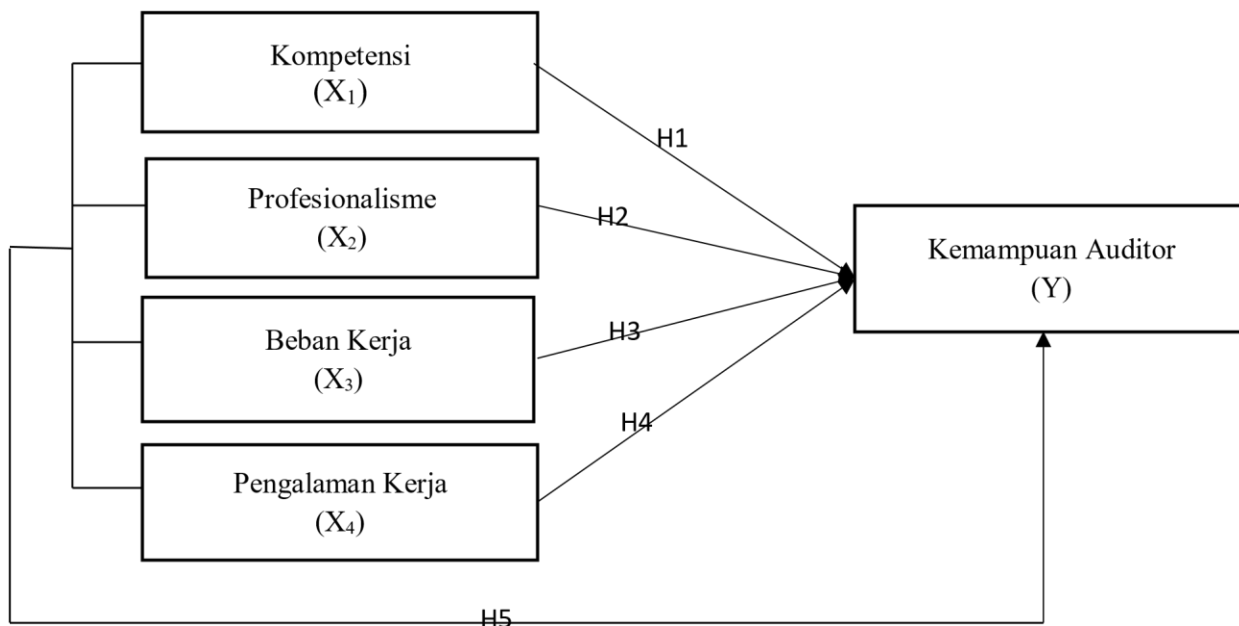 Kompetensi
(X₁)
H1
Profesionalisme
(X₂)
H2
Kemampuan Auditor
(Y)
Beban Kerja
(X₃)
H3
Pengalaman Kerja
(X₄)
H4
H5